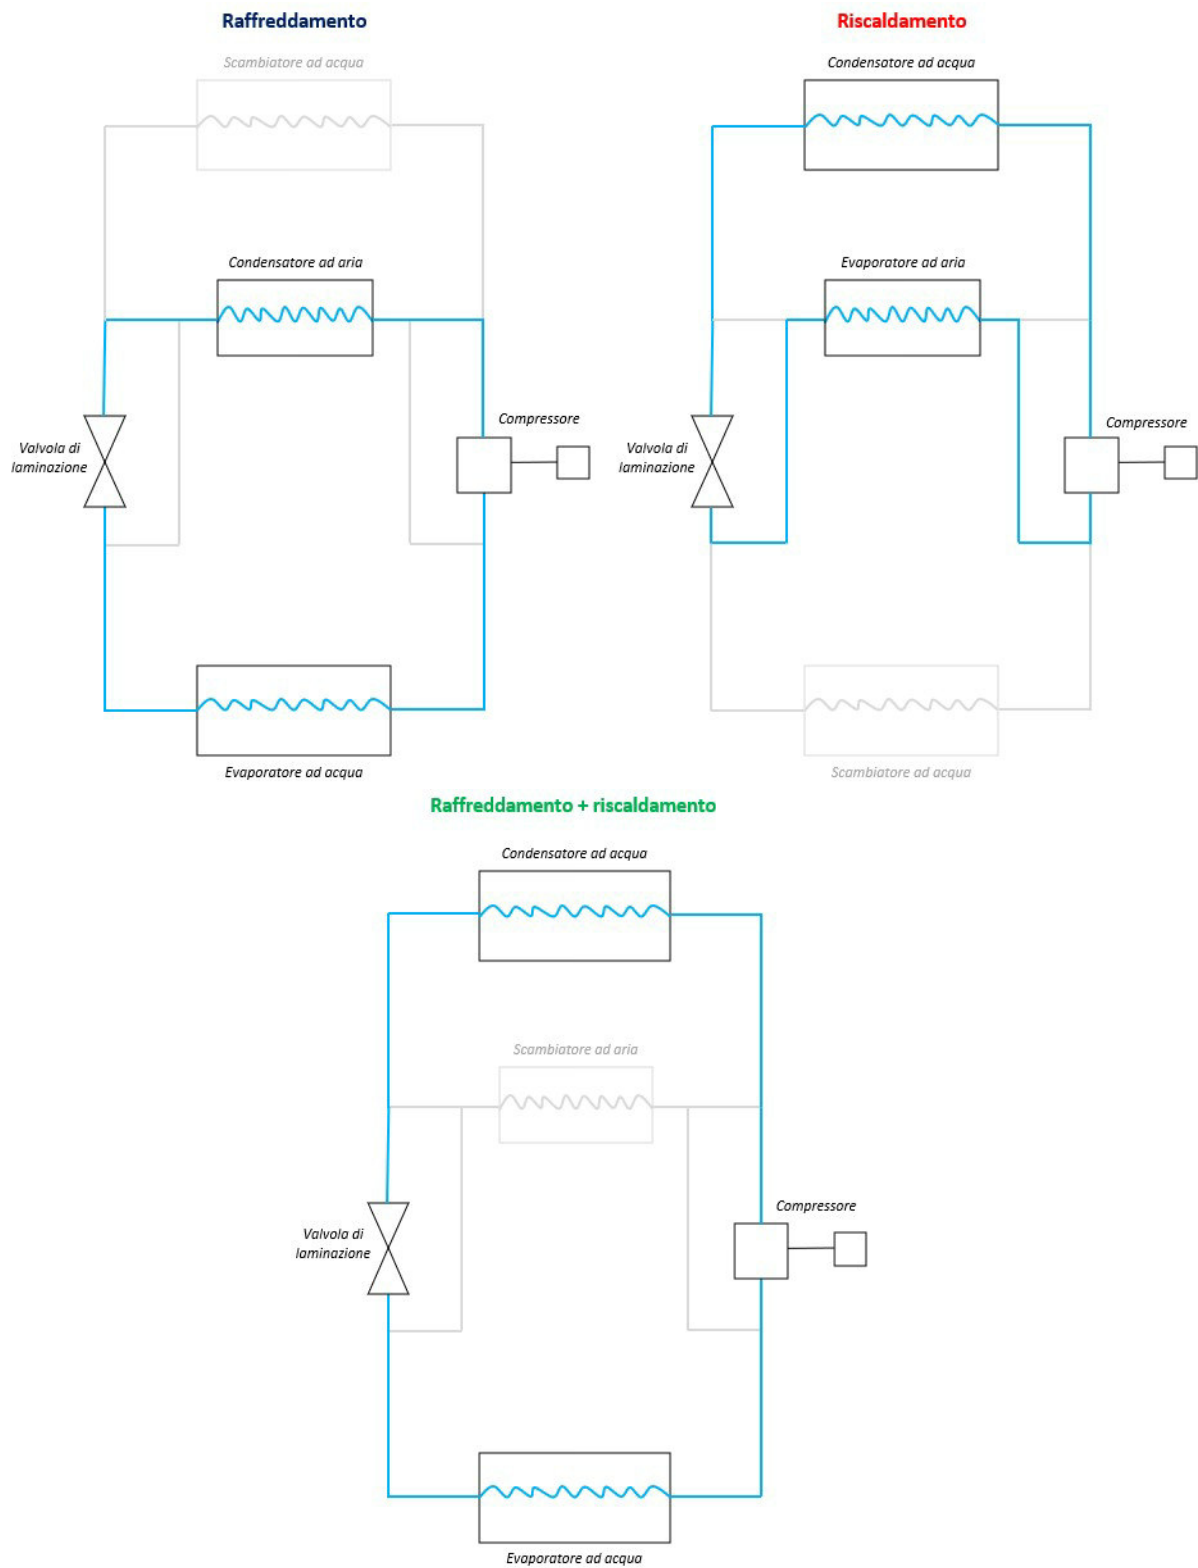 Raffreddamento
Scambiatore ad acqua
Condensatore ad aria
Valvola di
laminazione
Compressore
Evaporatore ad acqua
Riscaldamento
Condensatore ad acqua
Evaporatore ad aria
Valvola di
laminazione
Compressore
Scambiatore ad acqua
Raffreddamento + riscaldamento
Condensatore ad acqua
Scambiatore ad aria
Valvola di
laminazione
Compressore
Evaporatore ad acqua